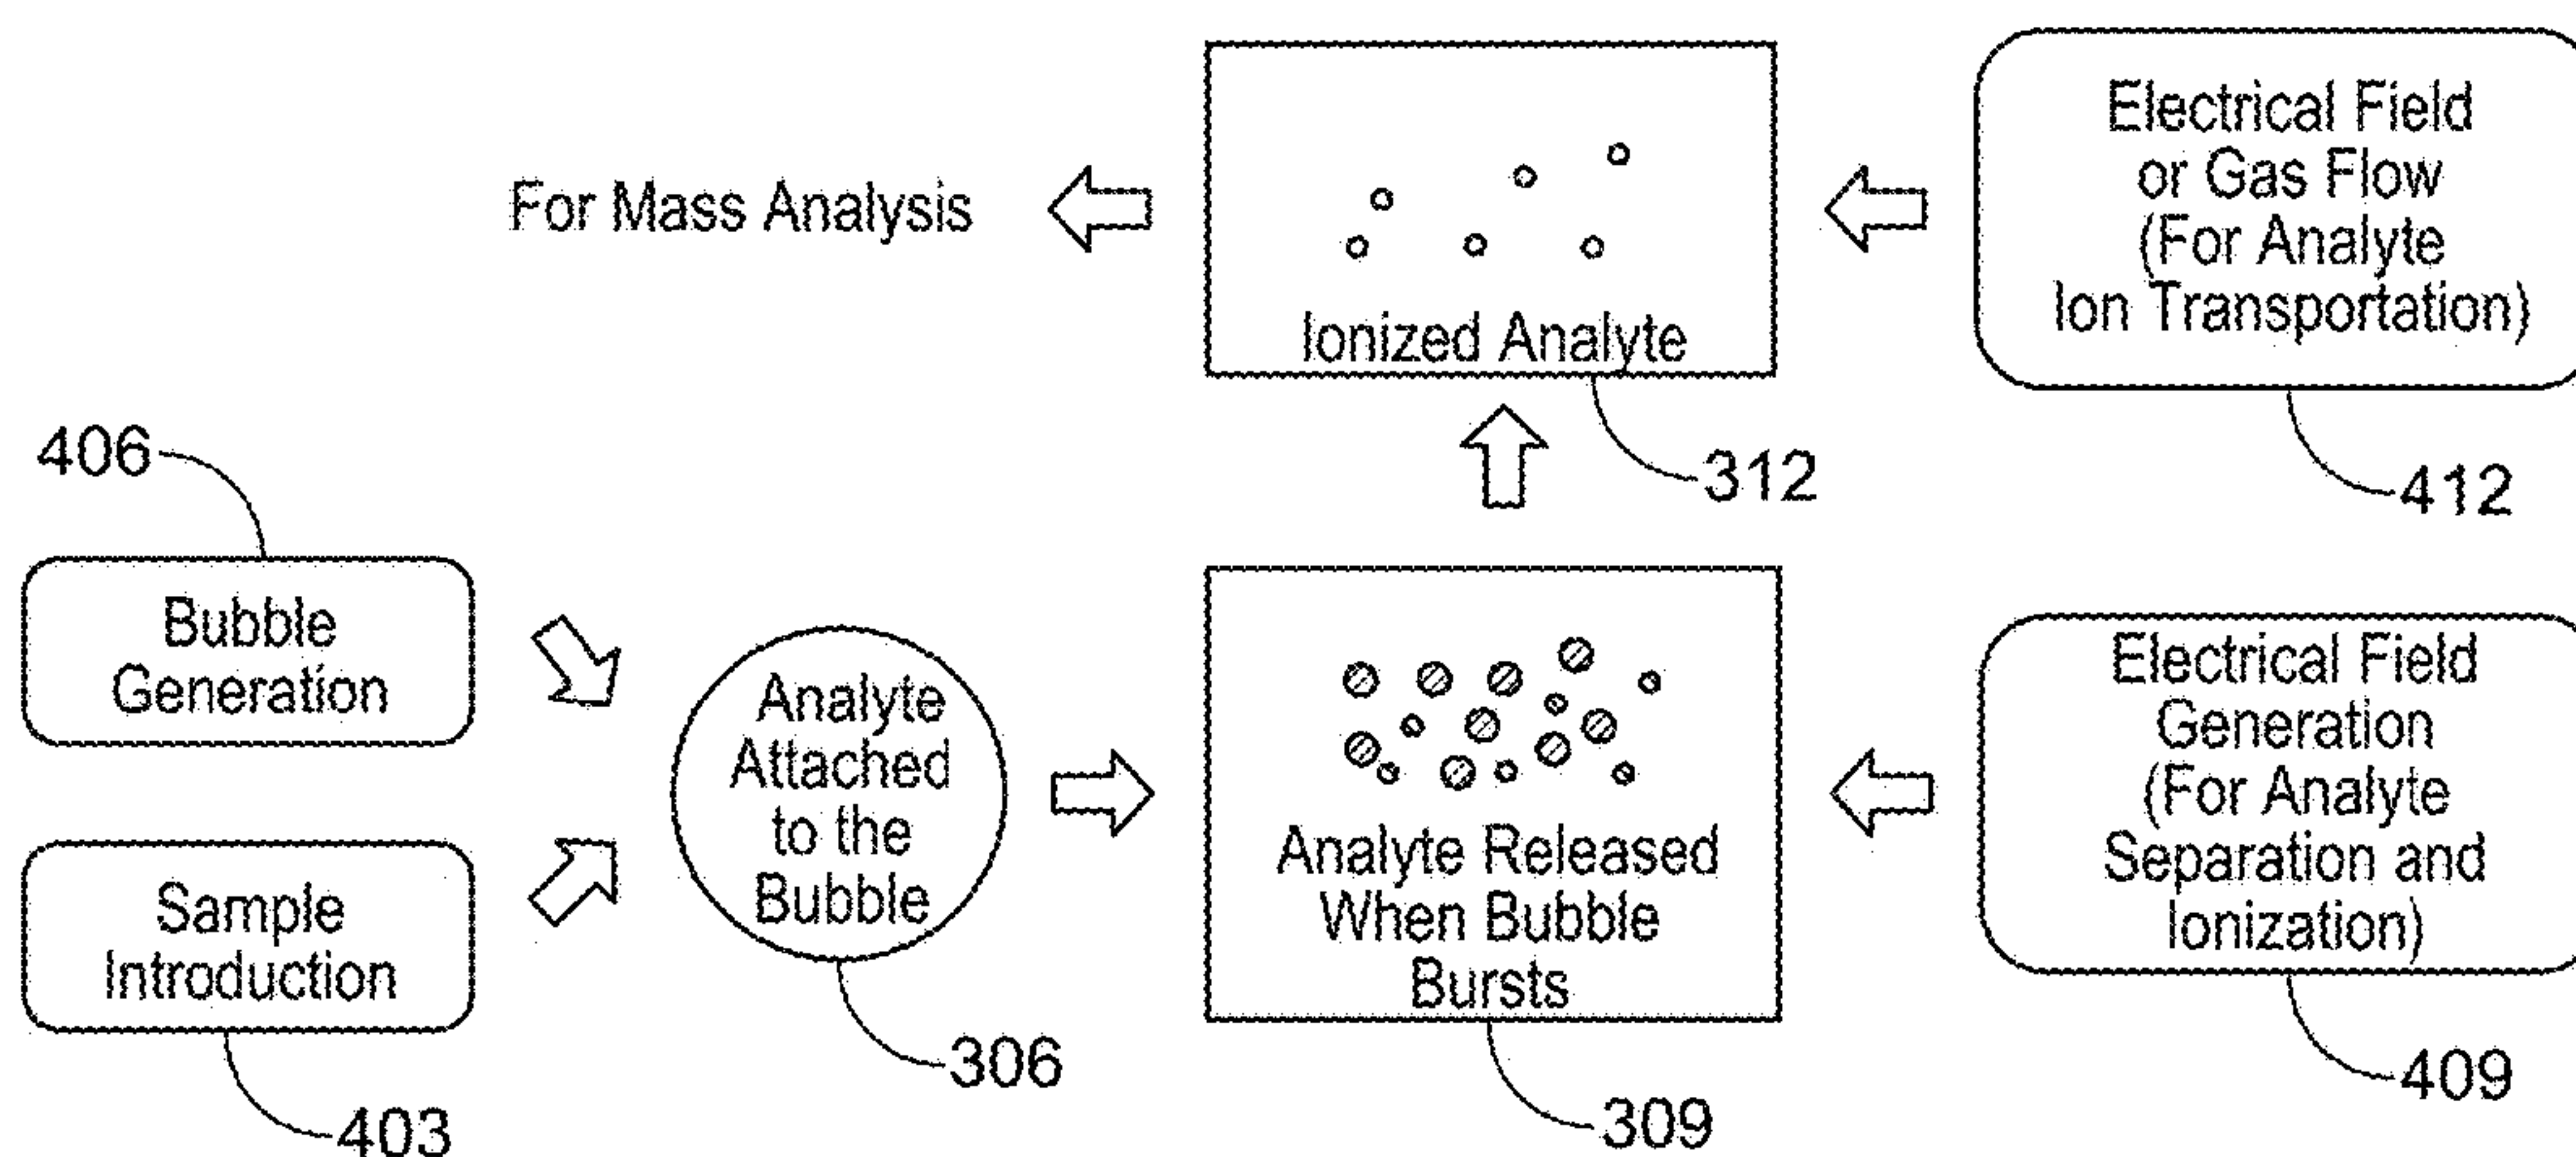 For Mass Analysis
Ionized Analyte
312
Electrical Field
or Gas Flow
(For Analyte
Ion Transportation)
412
406
Bubble
Generation
Sample
Introduction
403
Analyte
Attached
to the
Bubble
306
Analyte Released
When Bubble
Bursts
309
Electrical Field
Generation
(For Analyte
Separation and
Ionization)
409